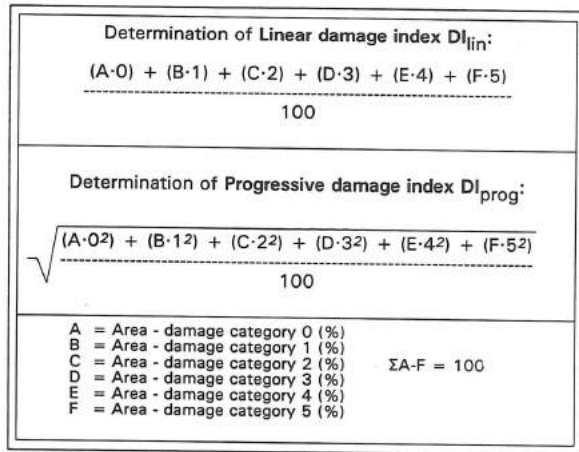 Determination of Linear damage index DI_lin:
(A·0) + (B·1) + (C·2) + (D·3) + (E·4) + (F·5)
100
Determination of Progressive damage index DI_prog:
√ (A·0²) + (B·1²) + (C·2²) + (D·3²) + (E·4²) + (F·5²)
100
A = Area - damage category 0 (%)
B = Area - damage category 1 (%)
C = Area - damage category 2 (%) ΣA-F = 100
D = Area - damage category 3 (%)
E = Area - damage category 4 (%)
F = Area - damage category 5 (%)